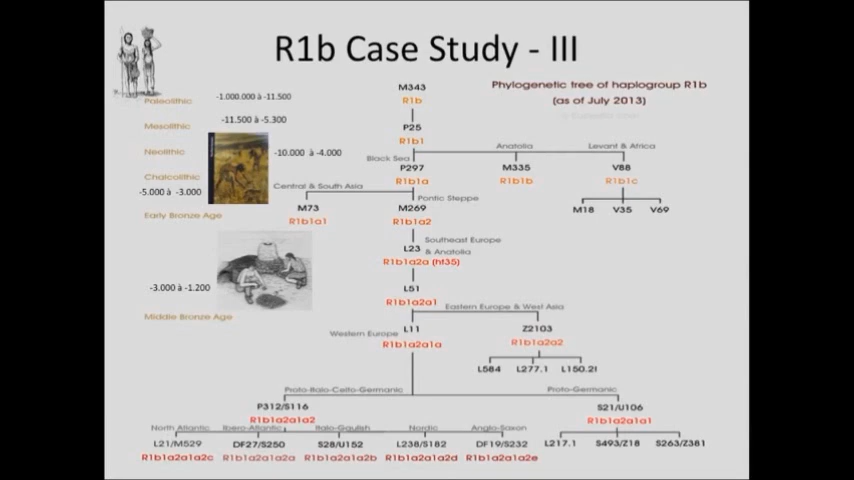 R1b Case Study - III
M343
Phylogenetic tree of haplogroup R1b
(as of July 2013)
Paleolithic
-1.000.000 à -11.500
R1b
Mesolithic
-11.500 à -5.300
P25
R1b1
Neolithic
-10.000 à -4.000
Black Sea
Anatolia
Levant & Africa
P297
M335
V88
Chalcolithic
R1b1a
R1b1b
R1b1c
-5.000 à -3.000
Central & South Asia
Pontic Steppe
M73
M269
M18
V35
V69
Early Bronze Age
R1b1a1
R1b1a2
Southeast Europe
L23
& Anatolia
R1b1a2a (ht35)
-3.000 à -1.200
L51
R1b1a2a1
Eastern Europe & West Asia
Middle Bronze Age
Western Europe
L11
Z2103
R1b1a2a1a
R1b1a2a2
L584
L277.1
L150.2!
Proto-Italo-Celto-Germanic
Proto-Germanic
P312/S116
S21/U106
R1b1a2a1a2
R1b1a2a1a1
North Atlantic
Ibero-Atlantic
Italo-Gaulish
Nordic
Anglo-Saxon
L21/M529
DF27/S250
S28/U152
L238/S182
DF19/S232
L217.1
S493/Z18
S263/Z381
R1b1a2a1a2c
R1b1a2a1a2a
R1b1a2a1a2b
R1b1a2a1a2d
R1b1a2a1a2e